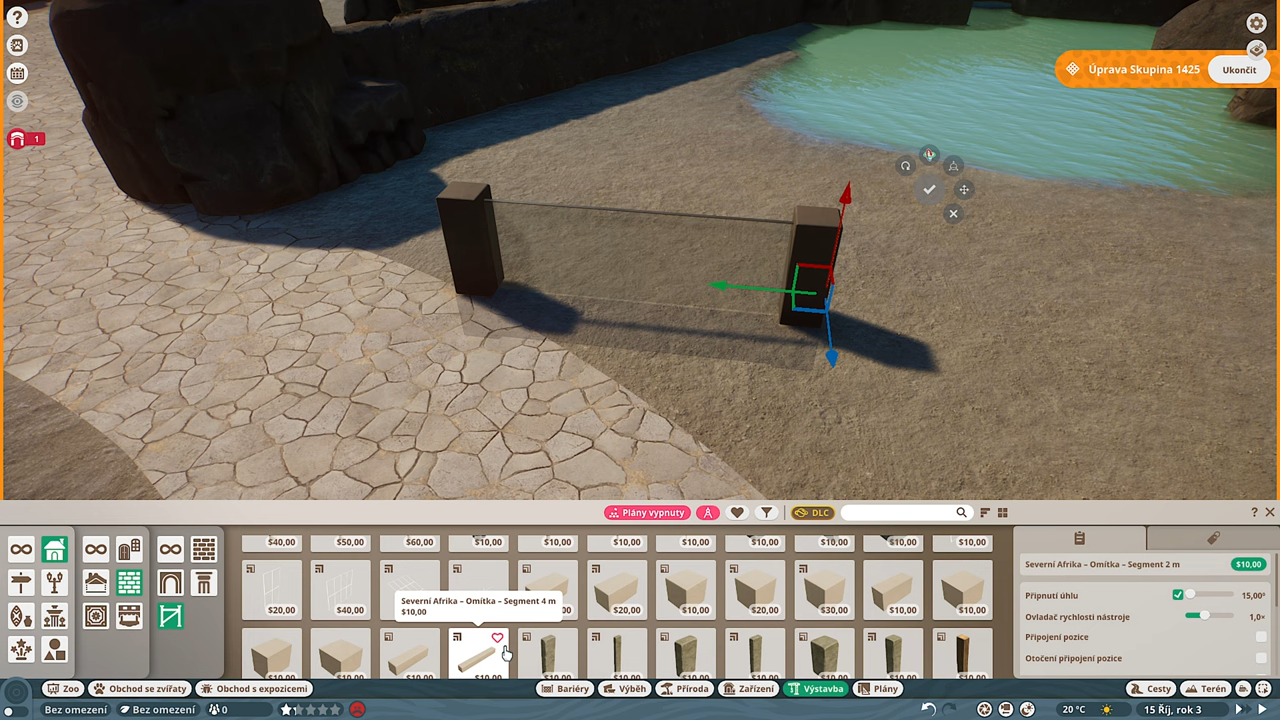 ?
Úprava Skupina 1425
Ukončit
1
Plány vypnuty
DLC
? ✕
$40,00 $50,00 $60,00 $10,00 $10,00 $10,00 $10,00 $10,00 $10,00 $10,00 $10,00
Severní Afrika – Omítka – Segment 2 m $10,00
$20,00 $40,00 $20,00 $10,00 $20,00 $30,00 $10,00 $10,00
Severní Afrika – Omítka – Segment 4 m
$10,00
Připnutí úhlu 15,00°
Ovladač rychlosti nástroje 1,0×
Připojení pozice
Otočení připojení pozice
Zoo
Obchod se zvířaty
Obchod s expozicemi
Bariéry
Výběh
Příroda
Zařízení
Výstavba
Plány
Cesty
Terén
Bez omezení
Bez omezení
0
1
20 °C
15 Říj, rok 3